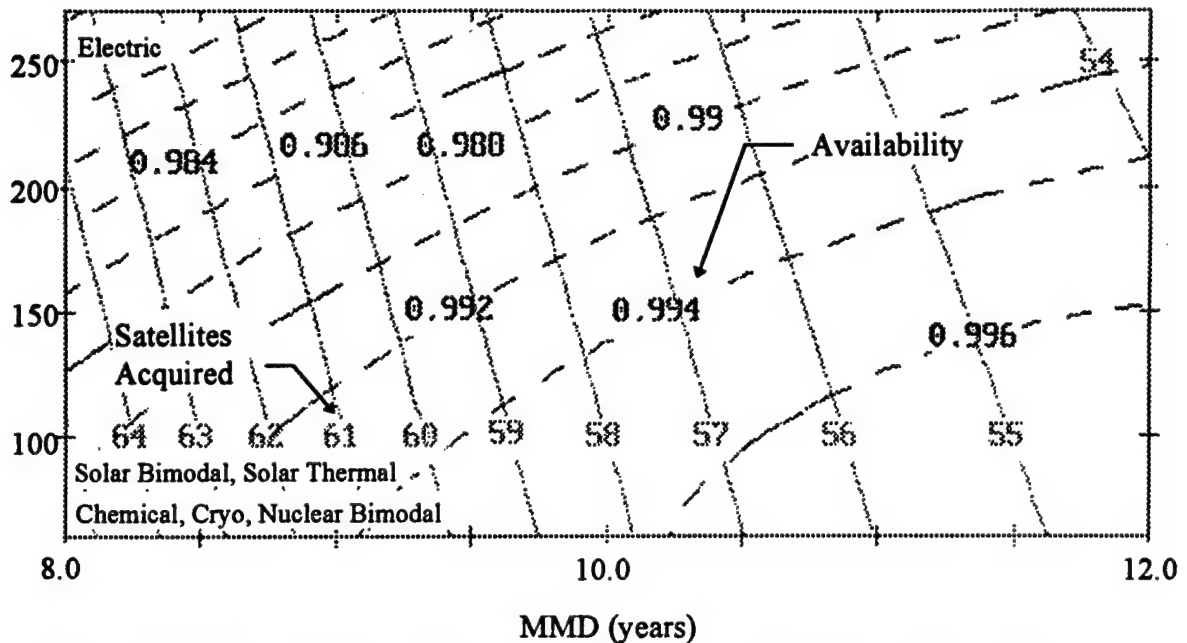 250
Electric
54
0.99
0.984
0.986
0.980
Availability
200
150
0.992
0.994
0.996
Satellites
Acquired
100
64 63 62 61 60 59 58 57 56 55
Solar Bimodal, Solar Thermal
Chemical, Cryo, Nuclear Bimodal
8.0 10.0 12.0
MMD (years)